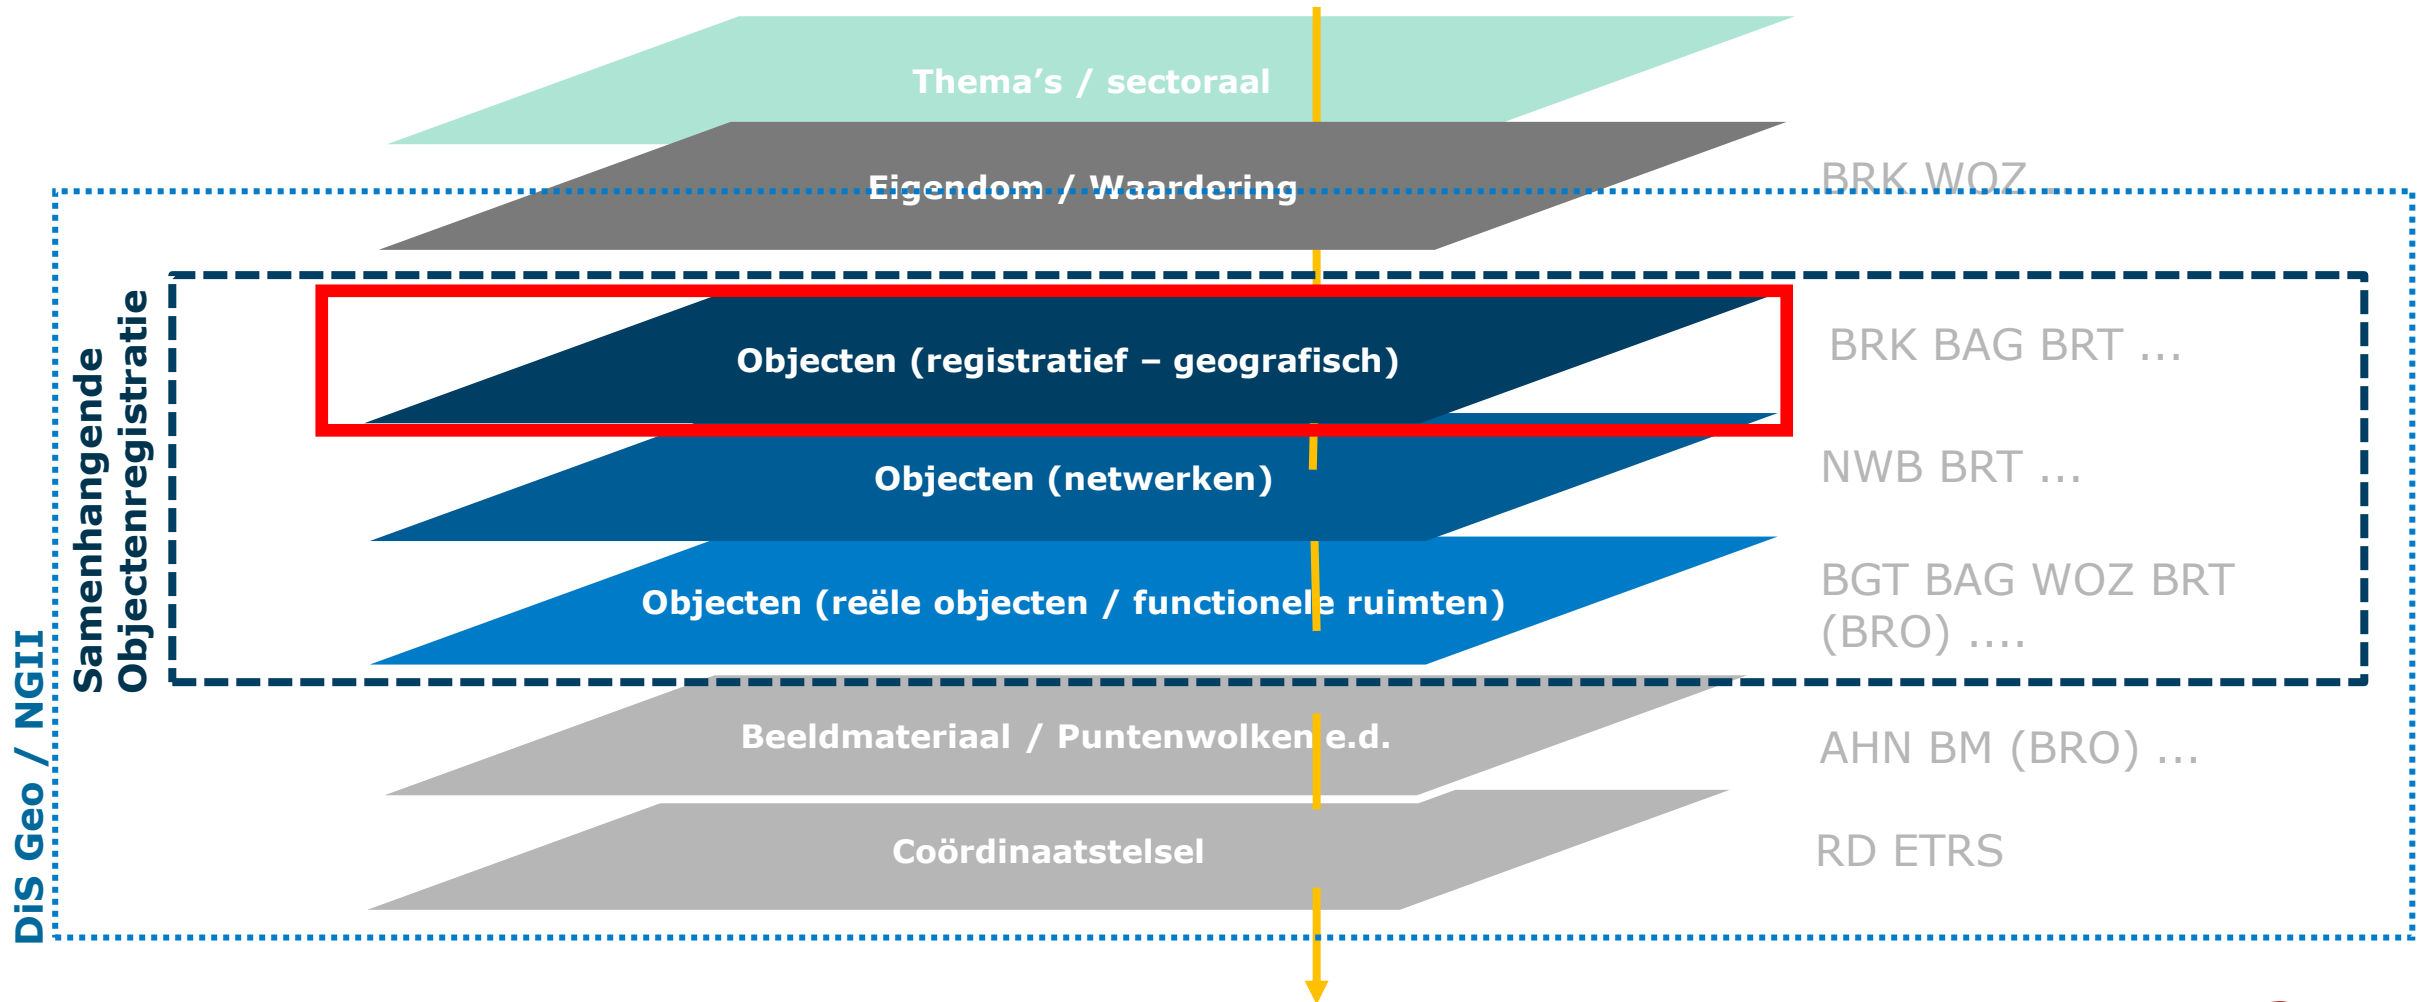 Thema’s / sectoraal
Eigendom / Waardering
BRK WOZ ...
Samenhangende
Objectenregistratie
Objecten (registratief – geografisch)
BRK BAG BRT ...
Objecten (netwerken)
NWB BRT ...
Objecten (reële objecten / functionele ruimten)
BGT BAG WOZ BRT
(BRO) ....
DiS Geo / NGII
Beeldmateriaal / Puntenwolken e.d.
AHN BM (BRO) ...
Coördinaatstelsel
RD ETRS